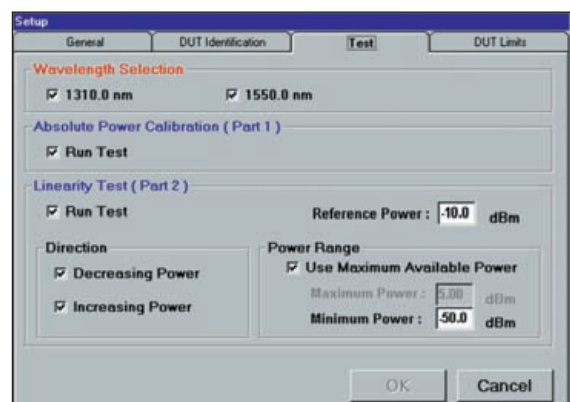 Setup
General DUT Identification Test DUT Limits
Wavelength Selection
1310.0 nm 1550.0 nm
Absolute Power Calibration ( Part 1 )
Run Test
Linearity Test ( Part 2 )
Run Test Reference Power : -10.0 dBm
Direction Power Range
Decreasing Power Use Maximum Available Power
Maximum Power : 5.00 dBm
Increasing Power
Minimum Power : -50.0 dBm
OK Cancel